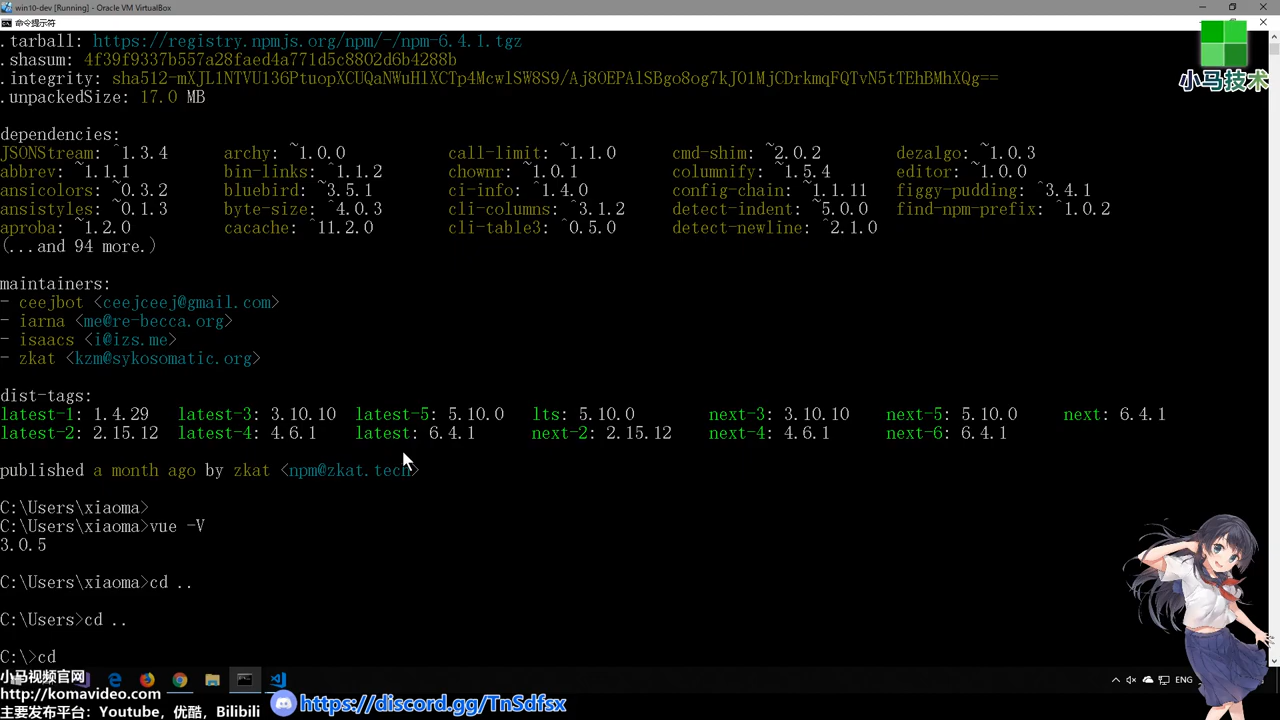 win10-dev [Running] - Oracle VM VirtualBox
命令提示符
.tarball: https://registry.npmjs.org/npm/-/npm-6.4.1.tgz
.shasum: 4f39f9337b557a28faed4a771d5c8802d6b4288b
.integrity: sha512-mXJL1NTVU136PtuopXCUQaNWuHlXCTp4McwlSW8S9/Aj8OEPAlSBgo8og7kJO1MjCDrkmqFQTvN5tTEhBMhXQg==
.unpackedSize: 17.0 MB
dependencies:
JSONStream: ^1.3.4 archy: ~1.0.0 call-limit: ~1.1.0 cmd-shim: ~2.0.2 dezalgo: ~1.0.3
abbrev: ~1.1.1 bin-links: ^1.1.2 chownr: ~1.0.1 columnify: ~1.5.4 editor: ~1.0.0
ansicolors: ~0.3.2 bluebird: ~3.5.1 ci-info: ^1.4.0 config-chain: ~1.1.11 figgy-pudding: ^3.4.1
ansistyles: ~0.1.3 byte-size: ^4.0.3 cli-columns: ^3.1.2 detect-indent: ~5.0.0 find-npm-prefix: ^1.0.2
aproba: ~1.2.0 cacache: ^11.2.0 cli-table3: ^0.5.0 detect-newline: ^2.1.0
(...and 94 more.)
maintainers:
- ceejbot <ceejceej@gmail.com>
- iarna <me@re-becca.org>
- isaacs <i@izs.me>
- zkat <kzm@sykosomatic.org>
dist-tags:
latest-1: 1.4.29 latest-3: 3.10.10 latest-5: 5.10.0 lts: 5.10.0 next-3: 3.10.10 next-5: 5.10.0 next: 6.4.1
latest-2: 2.15.12 latest-4: 4.6.1 latest: 6.4.1 next-2: 2.15.12 next-4: 4.6.1 next-6: 6.4.1
published a month ago by zkat <npm@zkat.tech>
C:\Users\xiaoma>
C:\Users\xiaoma>vue -V
3.0.5
C:\Users\xiaoma>cd ..
C:\Users>cd ..
C:\>cd
小马技术
小马视频官网
http://komavideo.com
主要发布平台：Youtube，优酷，Bilibili
https://discord.gg/TnSdfsx
ENG